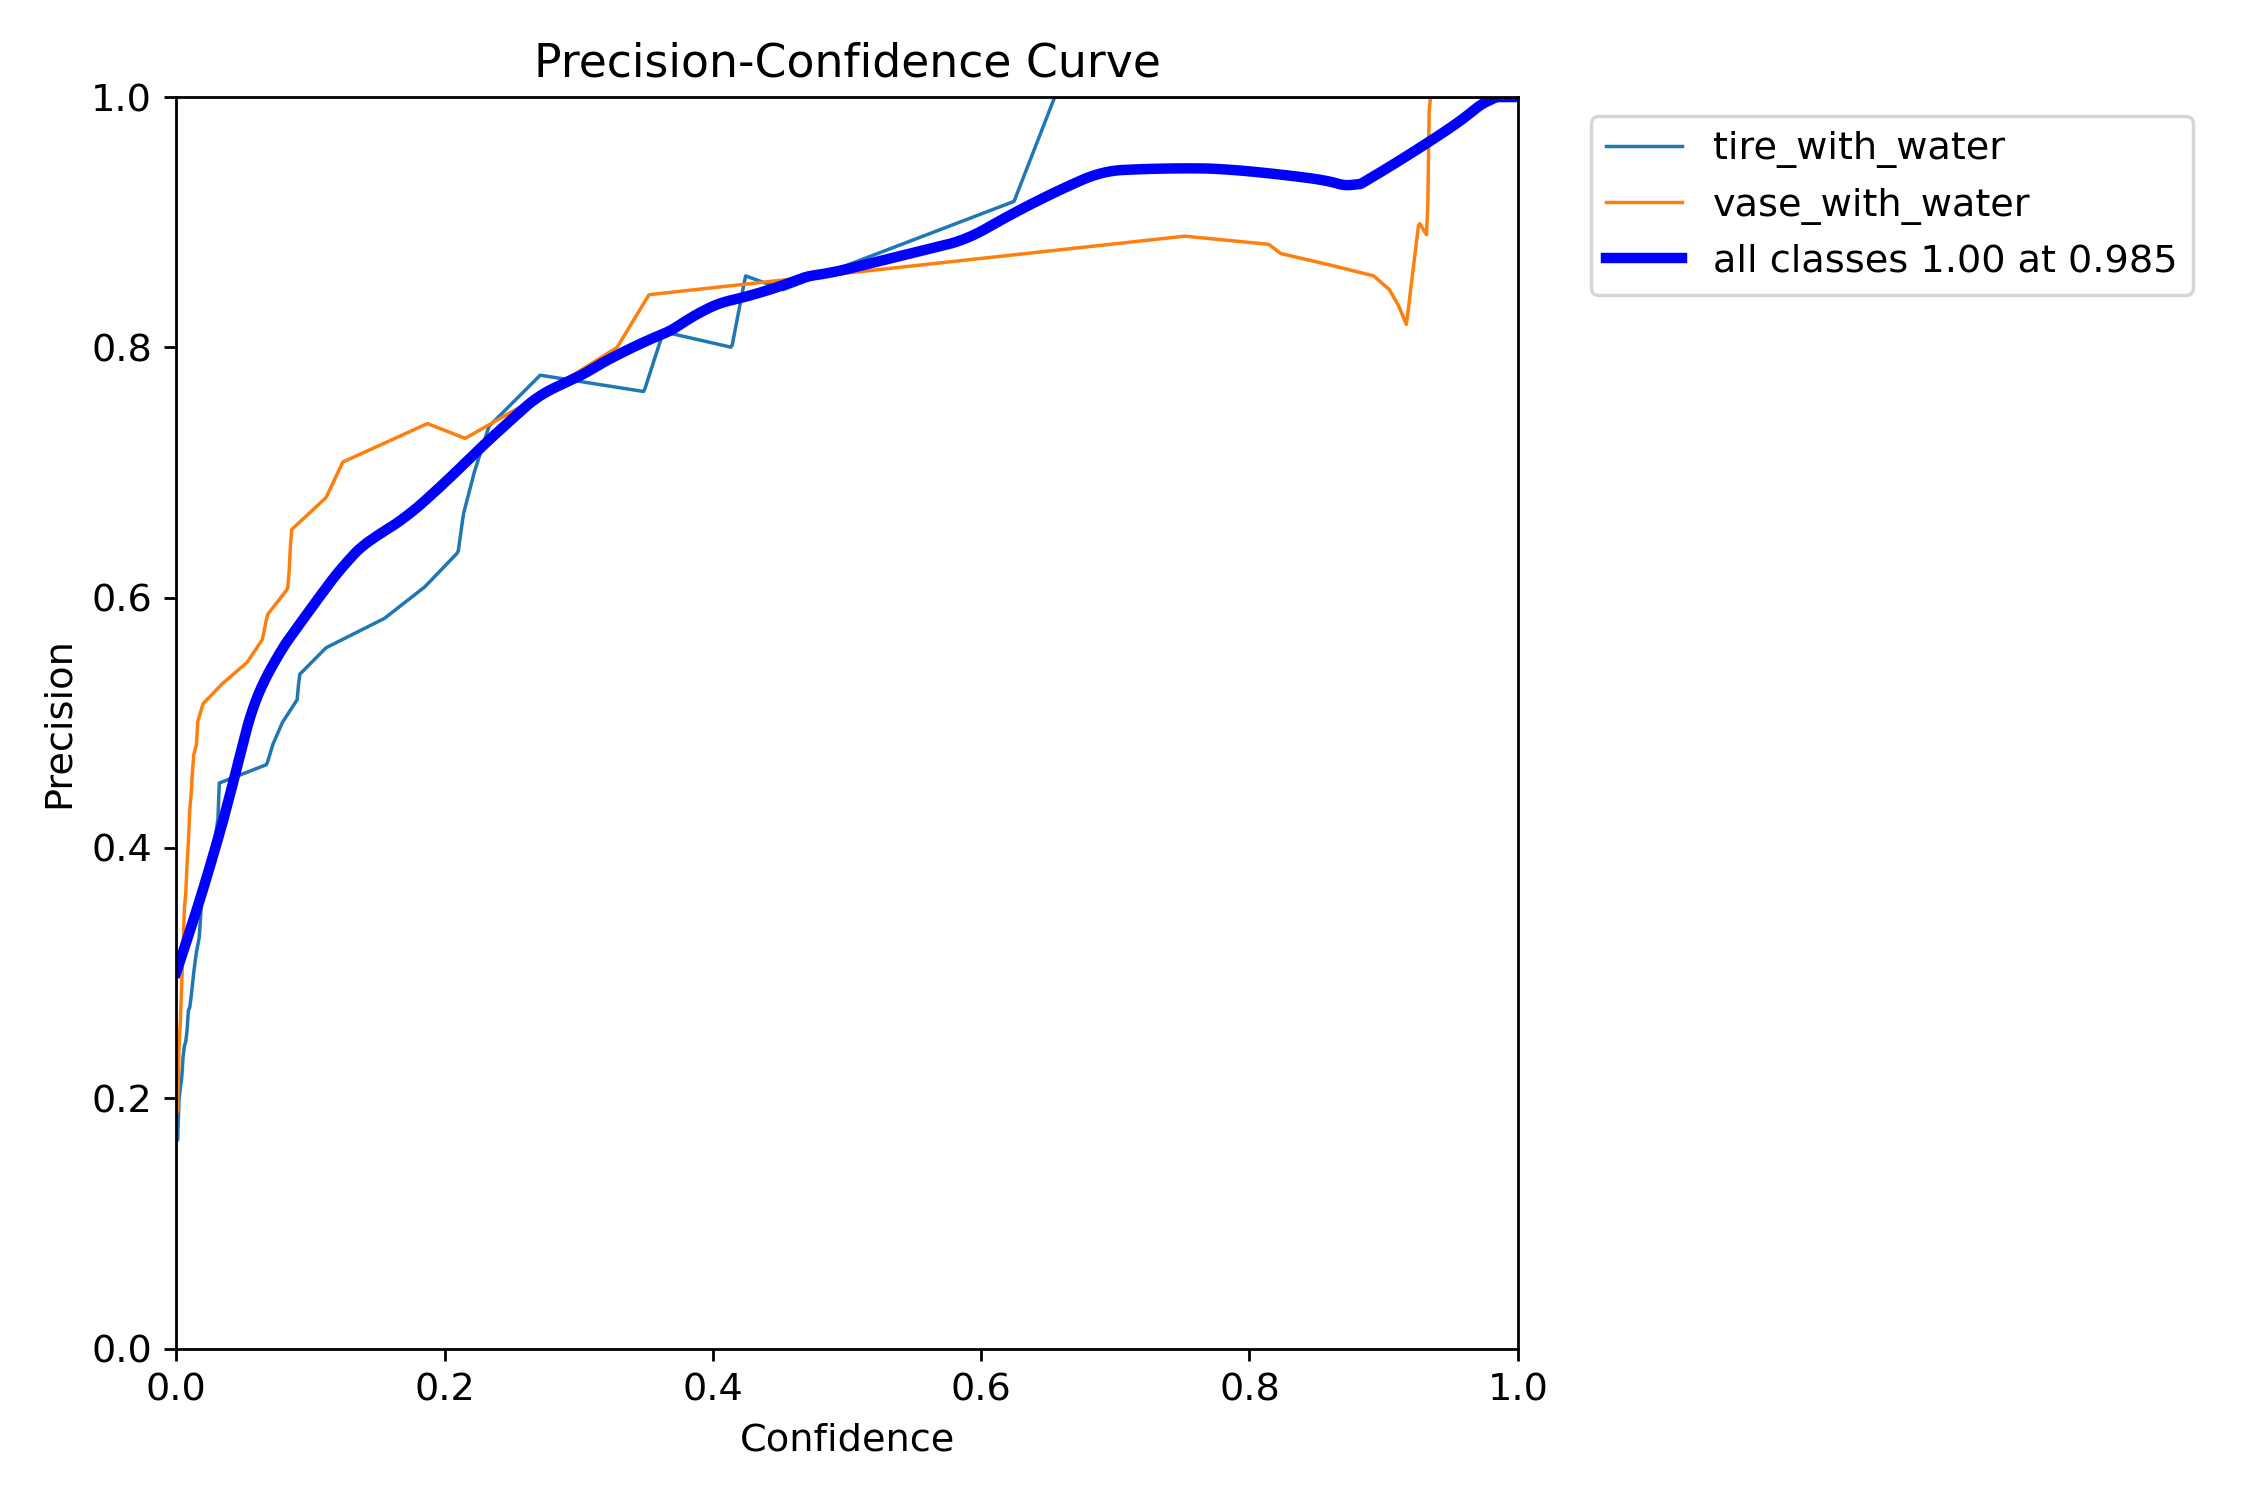 Precision-Confidence Curve
1.0
0.8
0.6
0.4
0.2
0.0
Precision
0.0 0.2 0.4 0.6 0.8 1.0
Confidence
tire_with_water
vase_with_water
all classes 1.00 at 0.985